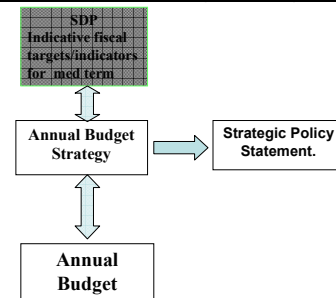 SDP
Indicative fiscal
targets/indicators
for med term
Annual Budget
Strategy
Strategic Policy
Statement.
Annual
Budget